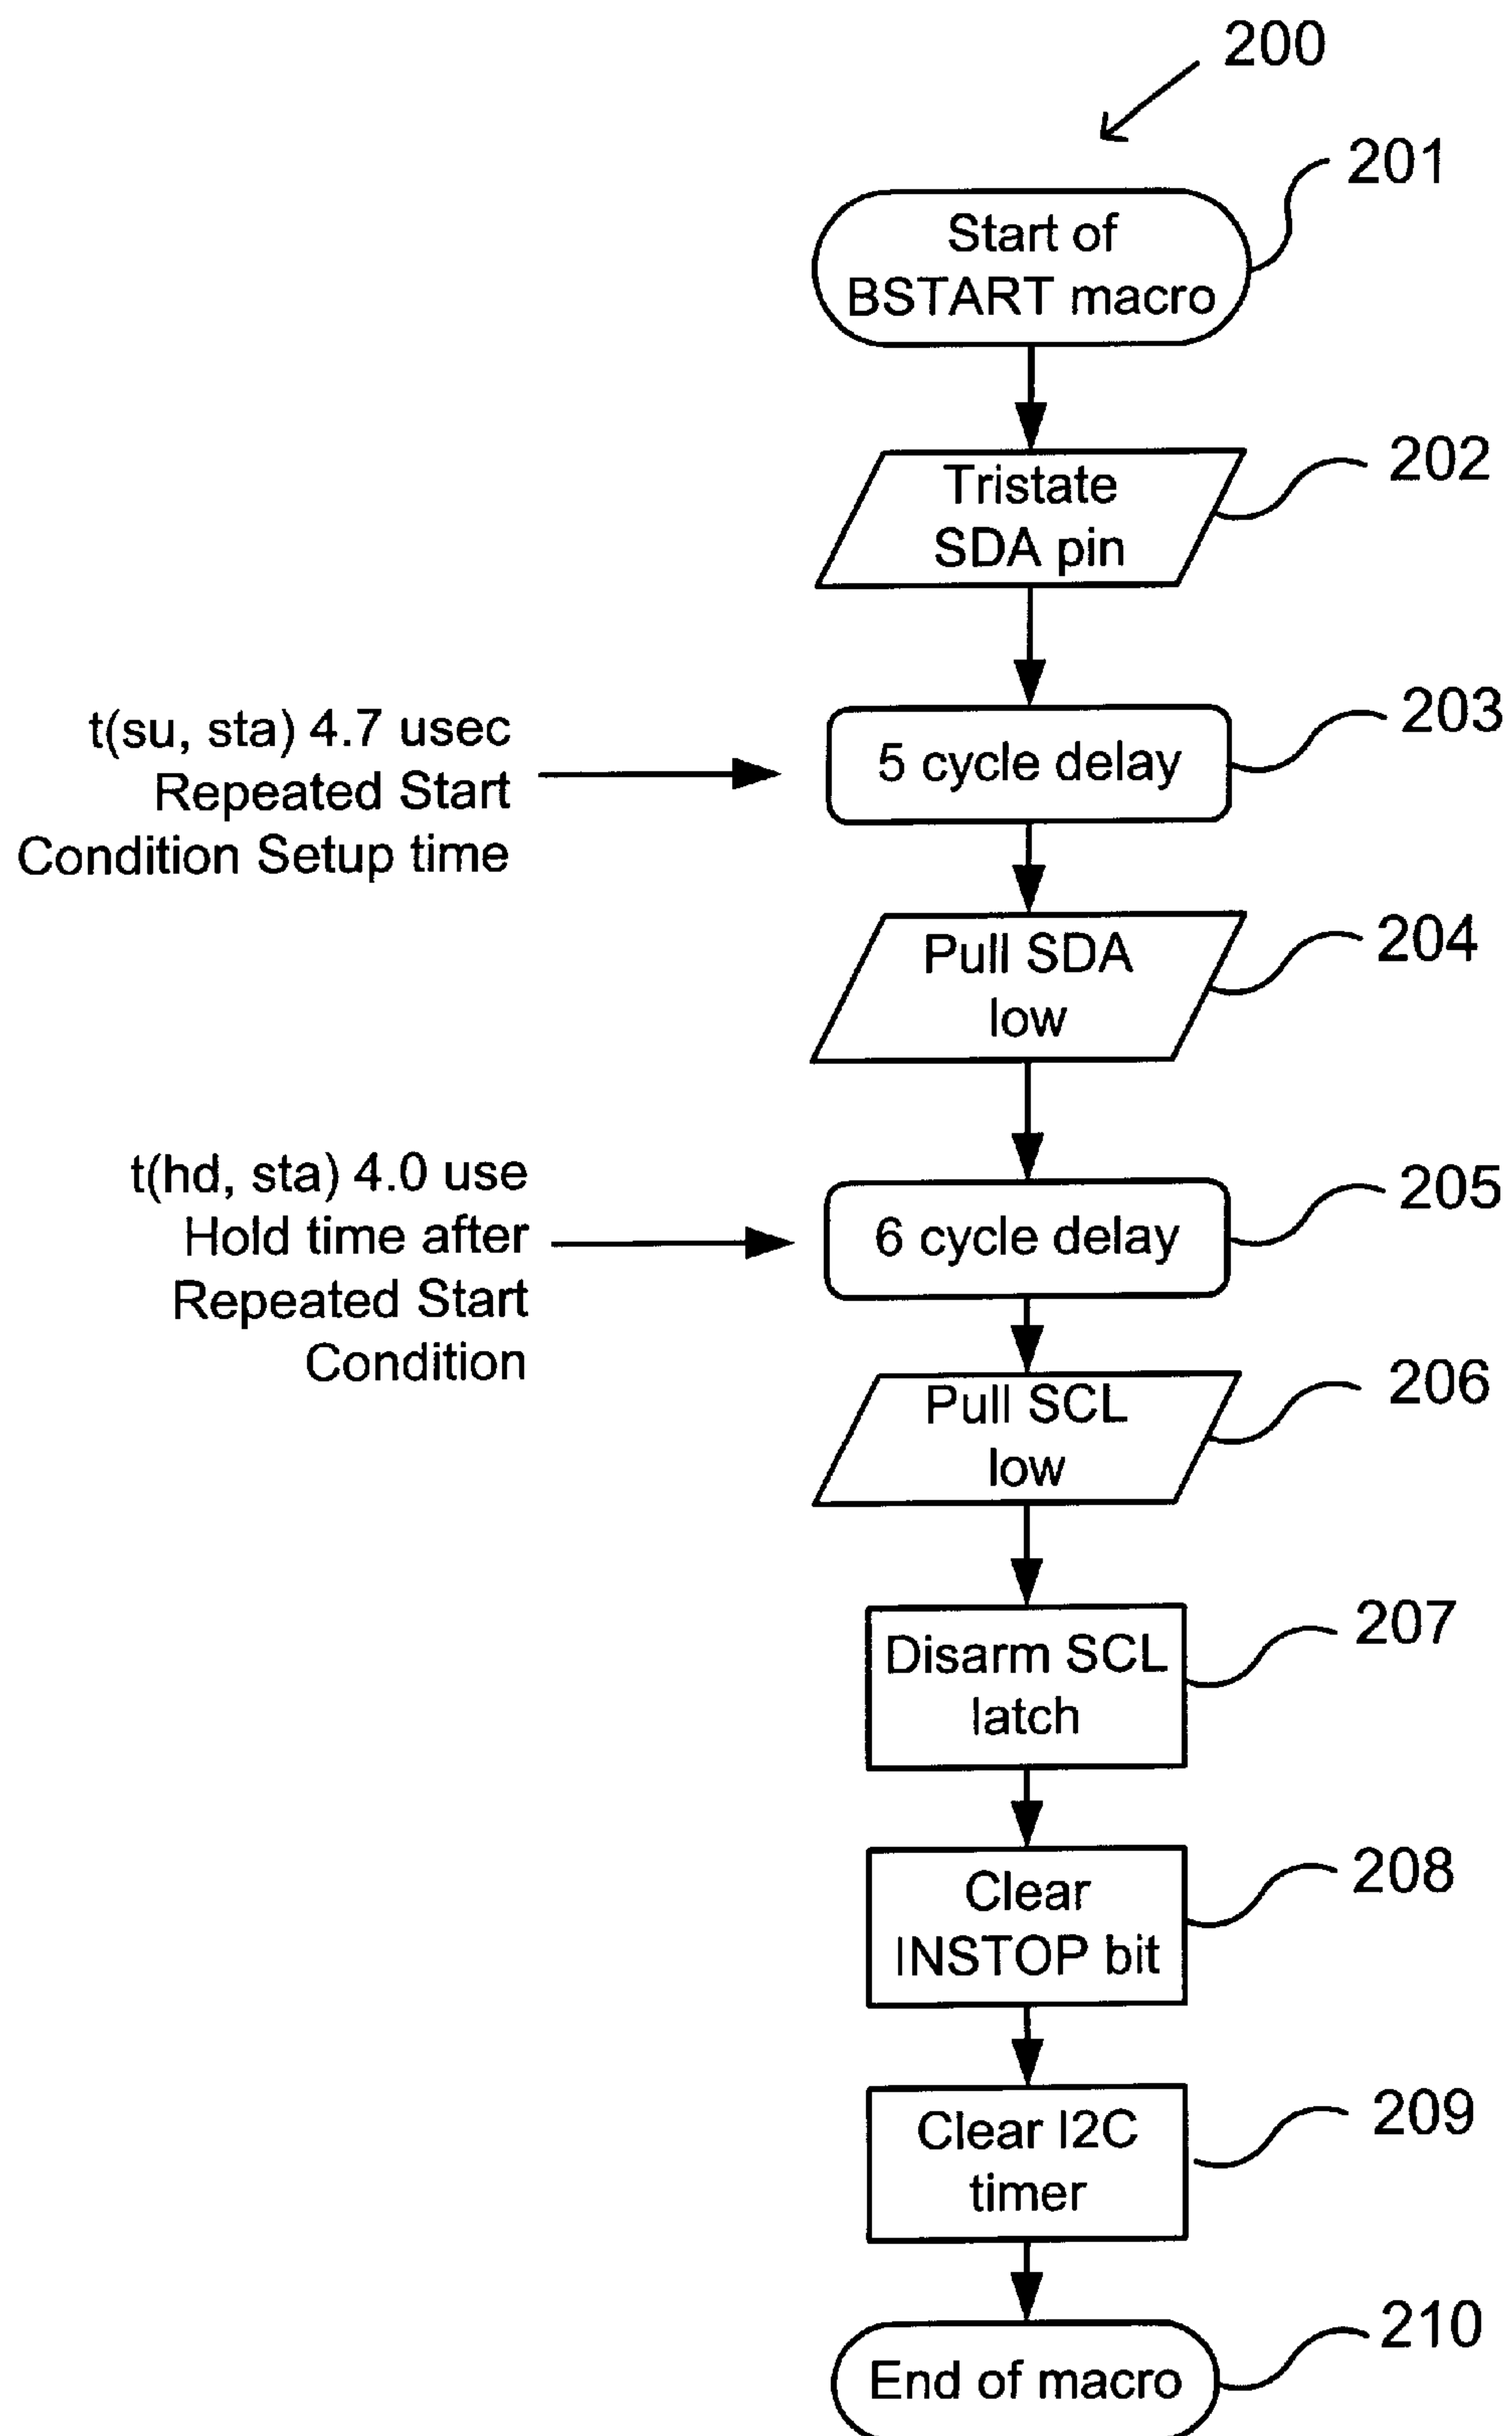 200
201
Start of
BSTART macro
202
Tristate
SDA pin
203
t(su, sta) 4.7 usec
Repeated Start
Condition Setup time
5 cycle delay
204
Pull SDA
low
t(hd, sta) 4.0 use
Hold time after
Repeated Start
Condition
205
6 cycle delay
206
Pull SCL
low
207
Disarm SCL
latch
208
Clear
INSTOP bit
209
Clear I2C
timer
210
End of macro